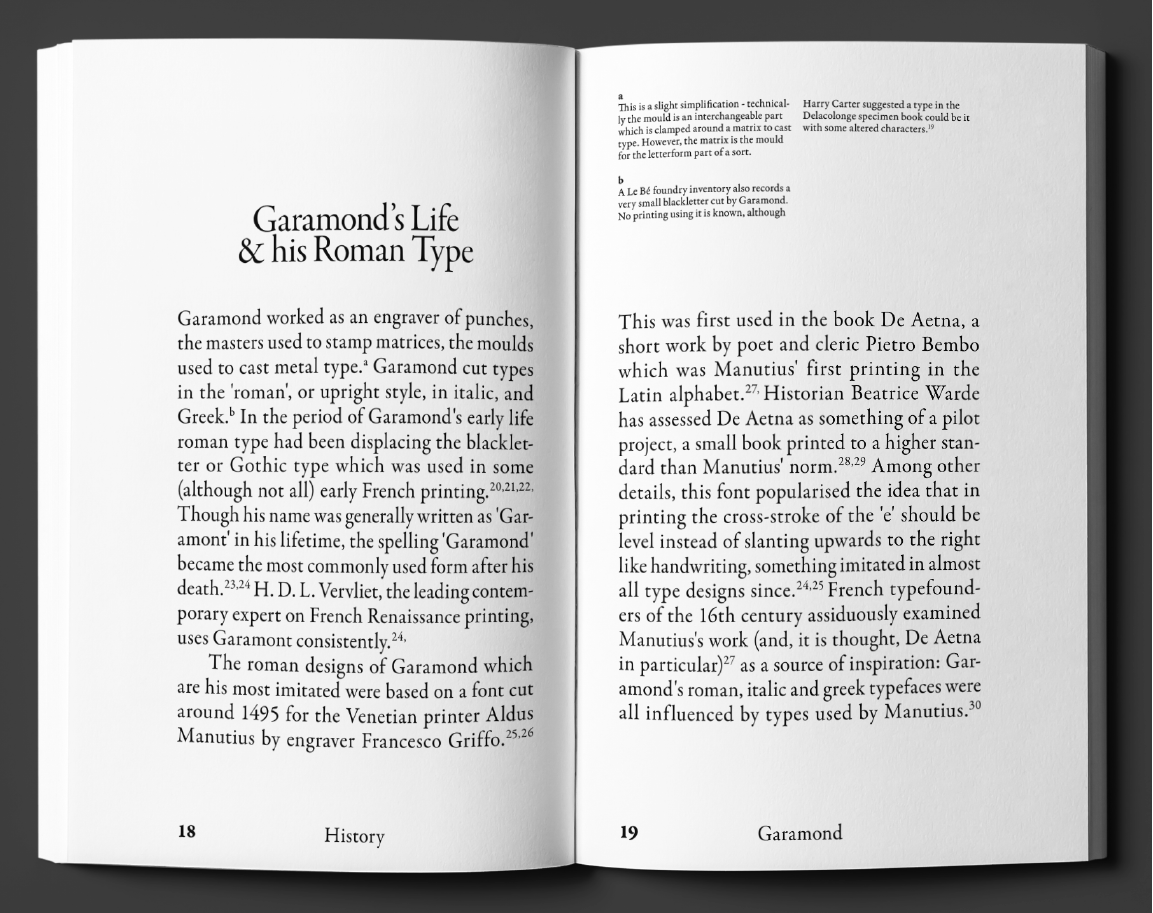 Garamond's Life
& his Roman Type
Garamond worked as an engraver of punches,
the masters used to stamp matrices, the moulds
used to cast metal type.ᵃ Garamond cut types
in the 'roman', or upright style, in italic, and
Greek.ᵇ In the period of Garamond's early life
roman type had been displacing the blacklet-
ter or Gothic type which was used in some
(although not all) early French printing.²⁰,²¹,²²,
Though his name was generally written as 'Gar-
amont' in his lifetime, the spelling 'Garamond'
became the most commonly used form after his
death.²³,²⁴ H. D. L. Vervliet, the leading contem-
porary expert on French Renaissance printing,
uses Garamont consistently.²⁴,
The roman designs of Garamond which
are his most imitated were based on a font cut
around 1495 for the Venetian printer Aldus
Manutius by engraver Francesco Griffo.²⁵,²⁶
18
History
a
This is a slight simplification - technical-
ly the mould is an interchangeable part
which is clamped around a matrix to cast
type. However, the matrix is the mould
for the letterform part of a sort.
b
A Le Bé foundry inventory also records a
very small blackletter cut by Garamond.
No printing using it is known, although
Harry Carter suggested a type in the
Delacolonge specimen book could be it
with some altered characters.¹⁹
This was first used in the book De Aetna, a
short work by poet and cleric Pietro Bembo
which was Manutius' first printing in the
Latin alphabet.²⁷, Historian Beatrice Warde
has assessed De Aetna as something of a pilot
project, a small book printed to a higher stan-
dard than Manutius' norm.²⁸,²⁹ Among other
details, this font popularised the idea that in
printing the cross-stroke of the 'e' should be
level instead of slanting upwards to the right
like handwriting, something imitated in almost
all type designs since.²⁴,²⁵ French typefound-
ers of the 16th century assiduously examined
Manutius's work (and, it is thought, De Aetna
in particular)²⁷ as a source of inspiration: Gar-
amond's roman, italic and greek typefaces were
all influenced by types used by Manutius.³⁰
19
Garamond